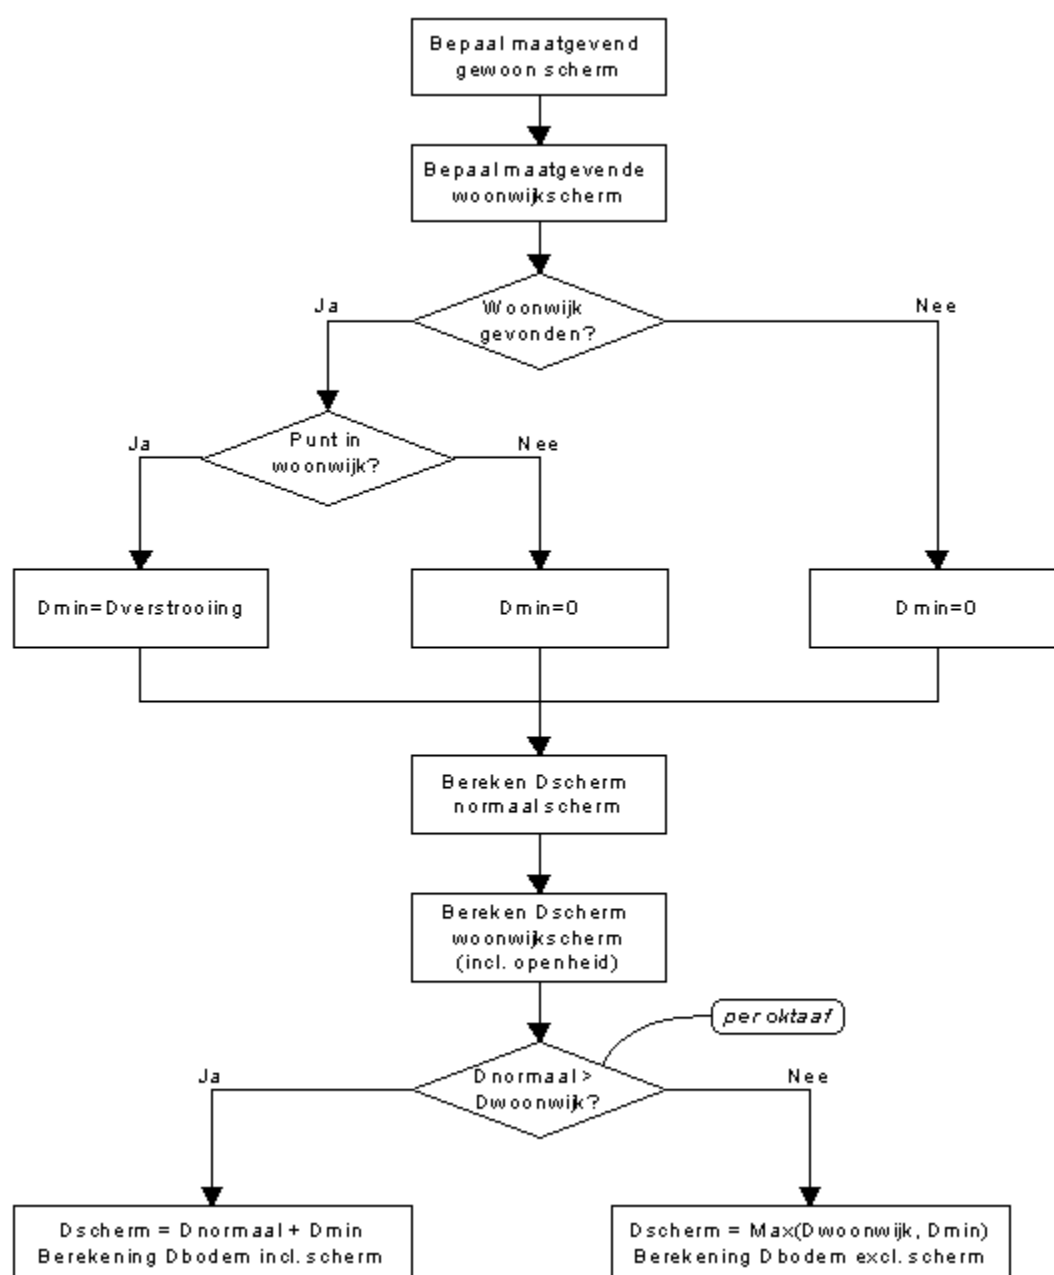 Bepaal maatgevend
gewoon scherm
Bepaal maatgevende
woonwijkscherm
Ja
Woonwijk
gevonden?
Nee
Ja
Punt in
woonwijk?
Nee
Dmin=Dverstrooiing
Dmin=0
Dmin=0
Bereken Dscherm
normaal scherm
Bereken Dscherm
woonwijkscherm
(incl. openheid)
per oktaaf
Ja
Dnormaal >
Dwoonwijk?
Nee
Dscherm = Dnormaal + Dmin
Berekening Dbodem incl. scherm
Dscherm = Max(Dwoonwijk, Dmin)
Berekening Dbodem excl. scherm